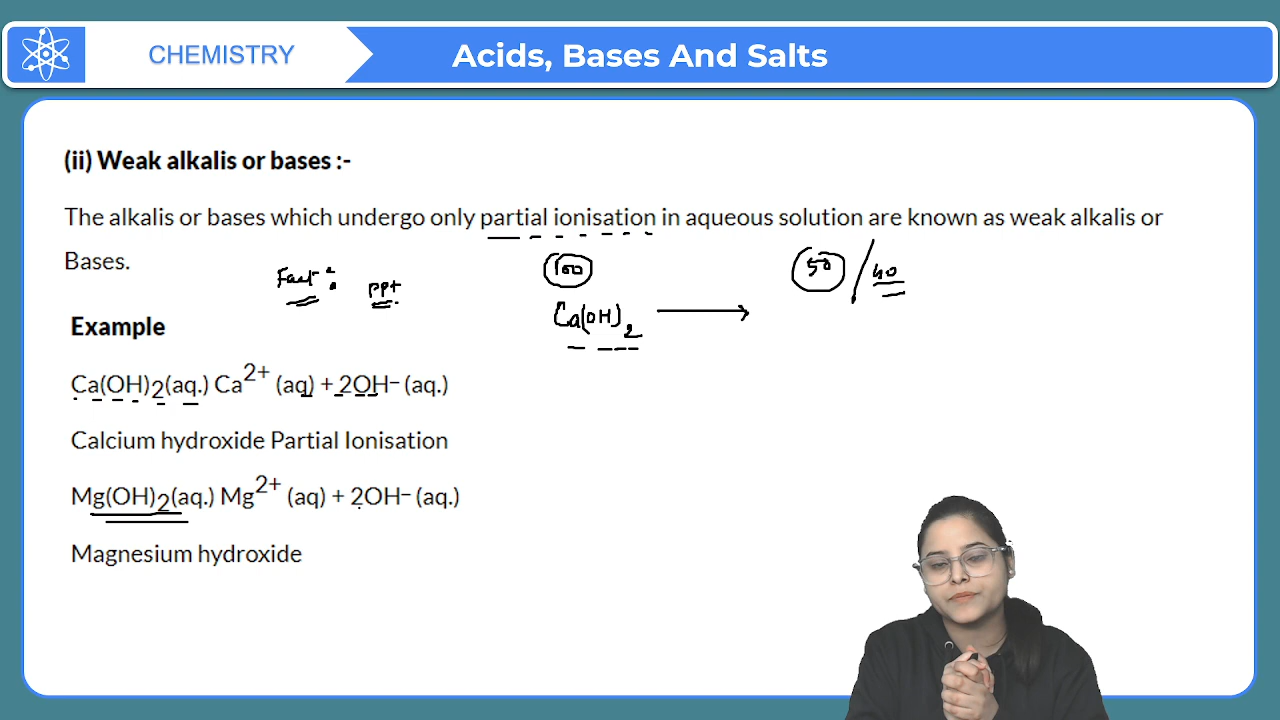 CHEMISTRY
Acids, Bases And Salts
(ii) Weak alkalis or bases :-
The alkalis or bases which undergo only partial ionisation in aqueous solution are known as weak alkalis or
Bases.
Fast :
ppt
100
50 / 40
Ca(OH)2 ⟶
Example
Ca(OH)2(aq.) Ca2+ (aq) + 2OH– (aq.)
Calcium hydroxide Partial Ionisation
Mg(OH)2(aq.) Mg2+ (aq) + 2OH– (aq.)
Magnesium hydroxide